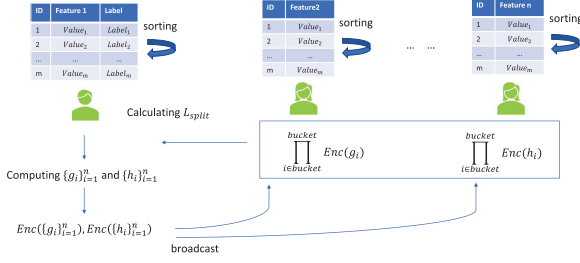 ID Feature 1 Label
1 Value₁ Label₁
2 Value₂ Label₂
... ... ...
m Valueₘ Labelₘ
sorting
ID Feature2
1 Value₁
2 Value₂
... ...
m Valueₘ
sorting
... ...
ID Feature n
1 Value₁
2 Value₂
... ...
m Valueₘ
sorting
Calculating L_split
bucket
∏ Enc(gᵢ)
i∈bucket
bucket
∏ Enc(hᵢ)
i∈bucket
Computing {gᵢ}ⁿᵢ₌₁ and {hᵢ}ⁿᵢ₌₁
Enc({gᵢ}ⁿᵢ₌₁), Enc({hᵢ}ⁿᵢ₌₁)
broadcast